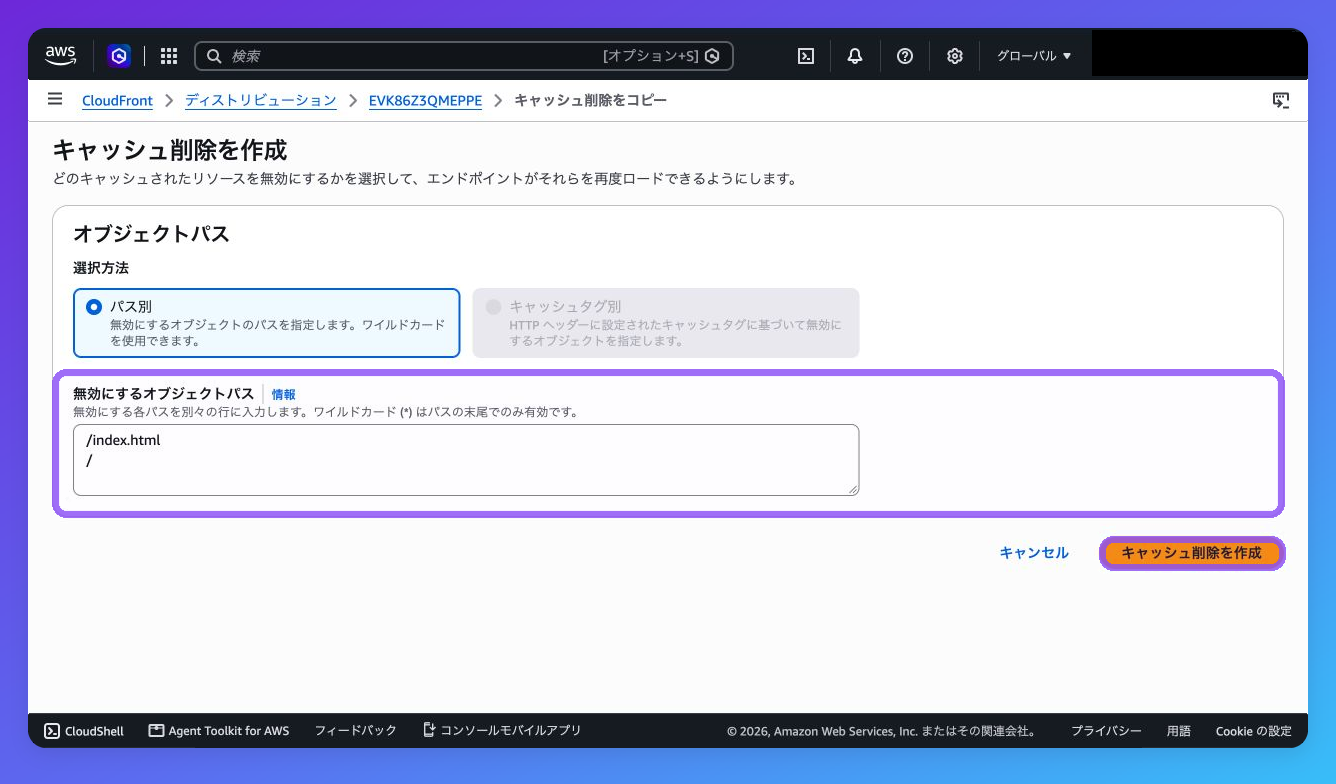 aws
検索 [オプション+S]
グローバル
CloudFront ディストリビューション EVK86Z3QMEPPE キャッシュ削除をコピー
キャッシュ削除を作成
どのキャッシュされたリソースを無効にするかを選択して、エンドポイントがそれらを再度ロードできるようにします。
オブジェクトパス
選択方法
パス別
無効にするオブジェクトのパスを指定します。ワイルドカード
を使用できます。
キャッシュタグ別
HTTP ヘッダーに設定されたキャッシュタグに基づいて無効に
するオブジェクトを指定します。
無効にするオブジェクトパス 情報
無効にする各パスを別々の行に入力します。ワイルドカード (*) はパスの末尾でのみ有効です。
/index.html
/
キャンセル キャッシュ削除を作成
CloudShell Agent Toolkit for AWS フィードバック コンソールモバイルアプリ © 2026, Amazon Web Services, Inc. またはその関連会社。 プライバシー 用語 Cookie の設定